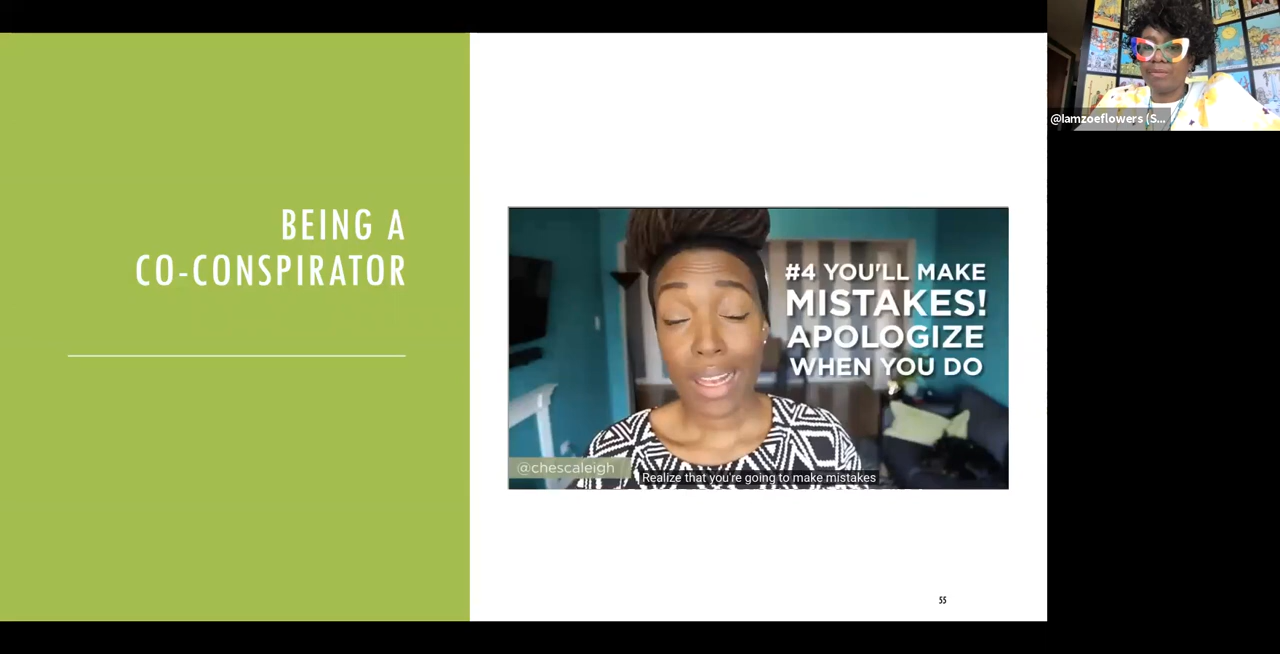 BEING A
CO-CONSPIRATOR
#4 YOU'LL MAKE
MISTAKES!
APOLOGIZE
WHEN YOU DO
@chescaleigh
Realize that you're going to make mistakes
55
@Iamzoeflowers (S...